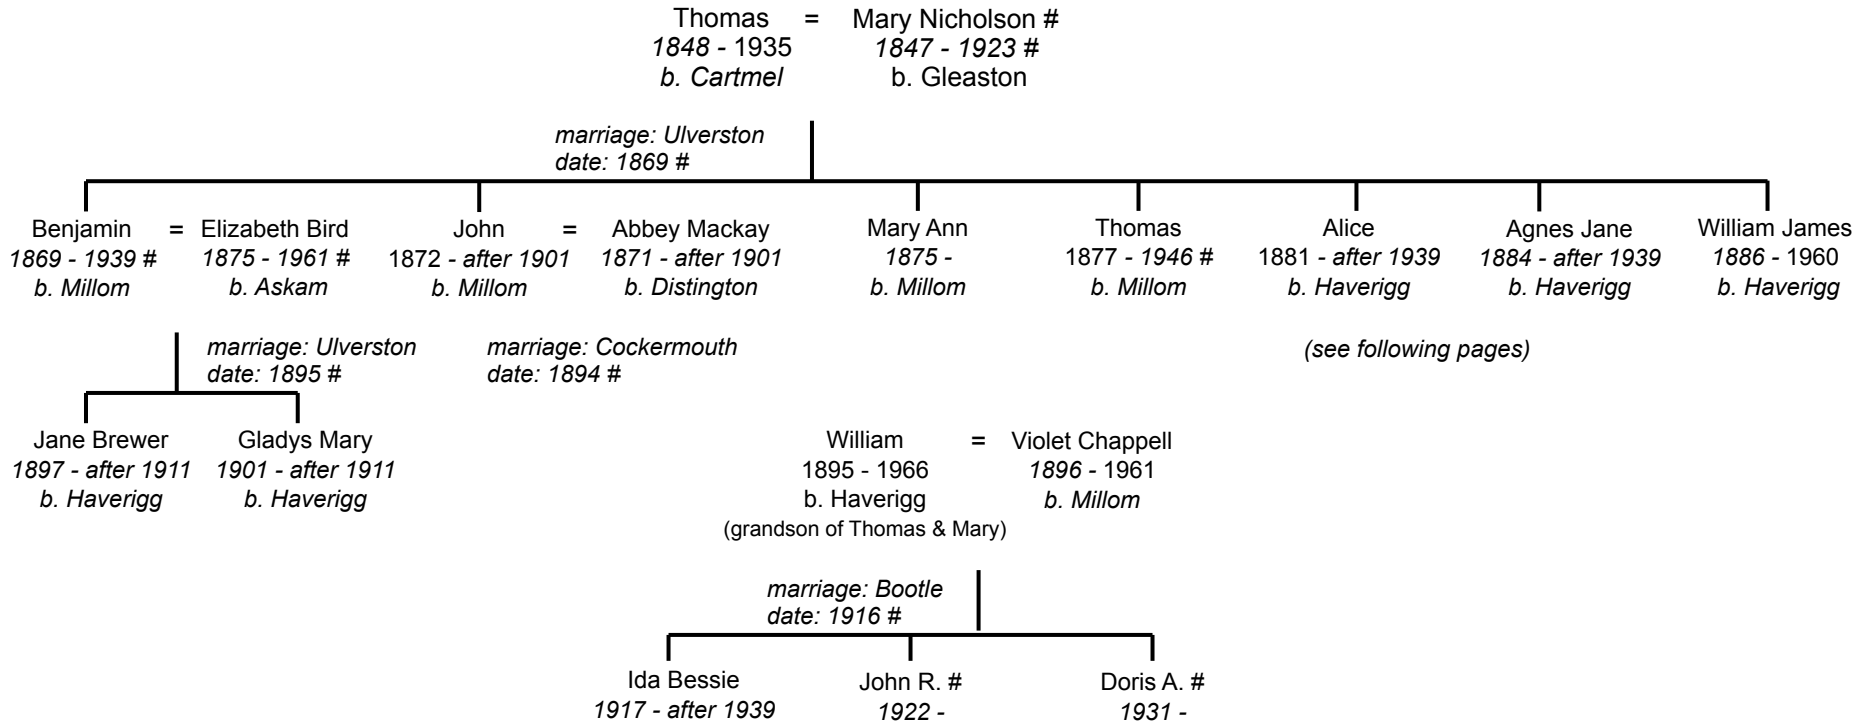 Thomas = Mary Nicholson #
1848 - 1935 1847 - 1923 #
b. Cartmel b. Gleaston
marriage: Ulverston
date: 1869 #
Benjamin = Elizabeth Bird John = Abbey Mackay Mary Ann Thomas Alice Agnes Jane William James
1869 - 1939 # 1875 - 1961 # 1872 - after 1901 1871 - after 1901 1875 - 1877 - 1946 # 1881 - after 1939 1884 - after 1939 1886 - 1960
b. Millom b. Askam b. Millom b. Distington b. Millom b. Millom b. Haverigg b. Haverigg b. Haverigg
marriage: Ulverston marriage: Cockermouth (see following pages)
date: 1895 # date: 1894 #
Jane Brewer Gladys Mary William = Violet Chappell
1897 - after 1911 1901 - after 1911 1895 - 1966 1896 - 1961
b. Haverigg b. Haverigg b. Haverigg b. Millom
(grandson of Thomas & Mary)
marriage: Bootle
date: 1916 #
Ida Bessie John R. # Doris A. #
1917 - after 1939 1922 - 1931 -